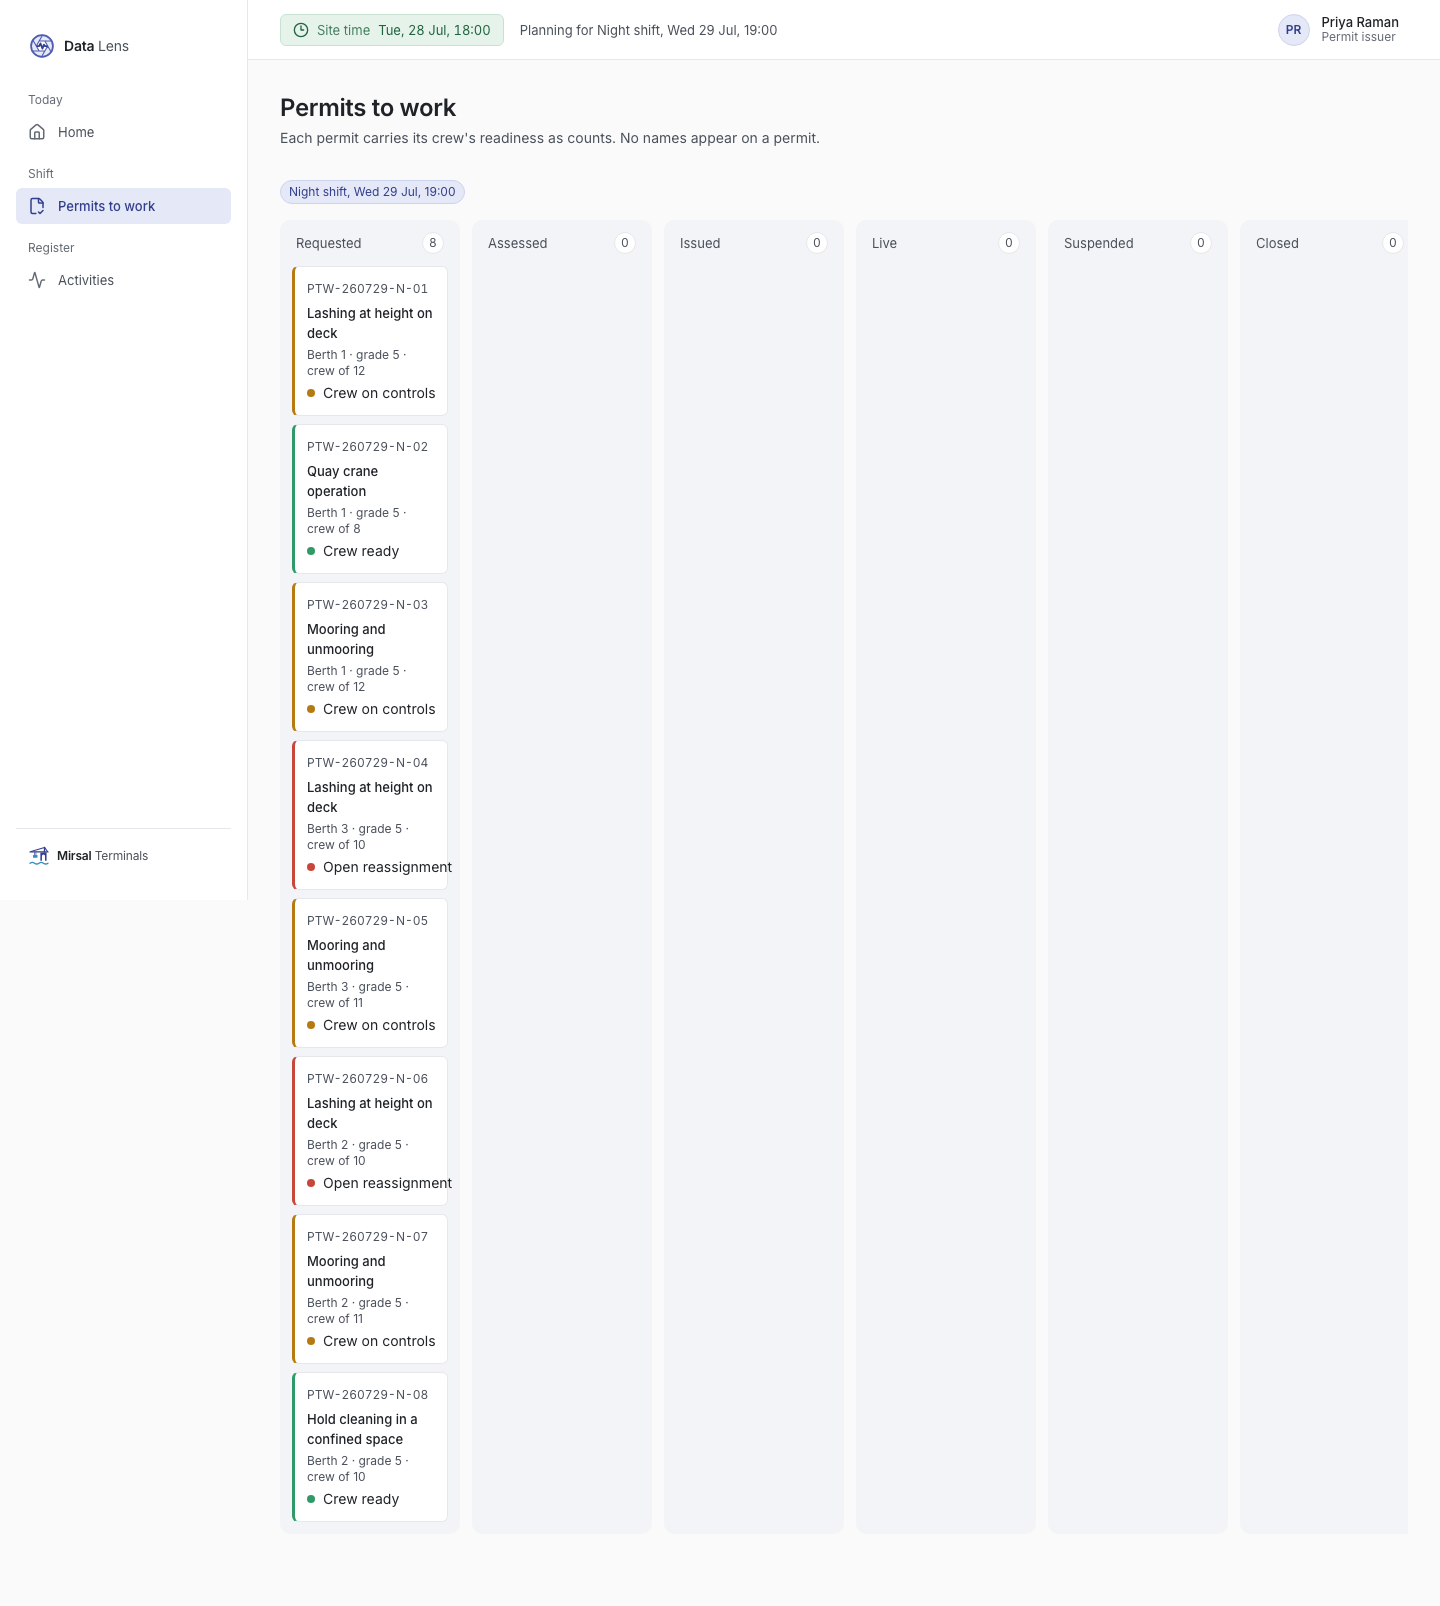 Data Lens
Today
Home
Shift
Permits to work
Register
Activities
Mirsal Terminals
Site time Tue, 28 Jul, 18:00
Planning for Night shift, Wed 29 Jul, 19:00
PR
Priya Raman
Permit issuer
Permits to work
Each permit carries its crew's readiness as counts. No names appear on a permit.
Night shift, Wed 29 Jul, 19:00
Requested 8
PTW-260729-N-01
Lashing at height on
deck
Berth 1 · grade 5 ·
crew of 12
Crew on controls
PTW-260729-N-02
Quay crane
operation
Berth 1 · grade 5 ·
crew of 8
Crew ready
PTW-260729-N-03
Mooring and
unmooring
Berth 1 · grade 5 ·
crew of 12
Crew on controls
PTW-260729-N-04
Lashing at height on
deck
Berth 3 · grade 5 ·
crew of 10
Open reassignment
PTW-260729-N-05
Mooring and
unmooring
Berth 3 · grade 5 ·
crew of 11
Crew on controls
PTW-260729-N-06
Lashing at height on
deck
Berth 2 · grade 5 ·
crew of 10
Open reassignment
PTW-260729-N-07
Mooring and
unmooring
Berth 2 · grade 5 ·
crew of 11
Crew on controls
PTW-260729-N-08
Hold cleaning in a
confined space
Berth 2 · grade 5 ·
crew of 10
Crew ready
Assessed 0
Issued 0
Live 0
Suspended 0
Closed 0